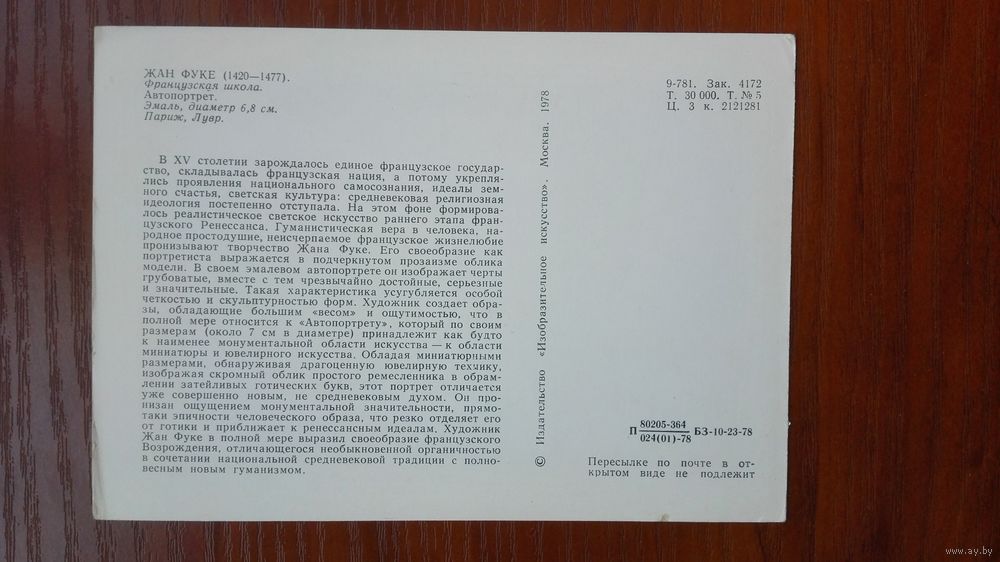 ЖАН ФУКЕ (1420—1477).
Французская школа.
Автопортрет.
Эмаль, диаметр 6,8 см.
Париж, Лувр.
В XV столетии зарождалось единое французское государ-
ство, складывалась французская нация, а потому укрепля-
лись проявления национального самосознания, идеалы зем-
ного счастья, светская культура: средневековая религиозная
идеология постепенно отступала. На этом фоне формирова-
лось реалистическое светское искусство раннего этапа фран-
цузского Ренессанса. Гуманистическая вера в человека, на-
родное простодушие, неисчерпаемое французское жизнелюбие
пронизывают творчество Жана Фуке. Его своеобразие как
портретиста выражается в подчеркнутом прозаизме облика
модели. В своем эмалевом автопортрете он изображает черты
грубоватые, вместе с тем чрезвычайно достойные, серьезные
и значительные. Такая характеристика усугубляется особой
четкостью и скульптурностью форм. Художник создает обра-
зы, обладающие большим «весом» и ощутимостью, что в
полной мере относится к «Автопортрету», который по своим
размерам (около 7 см в диаметре) принадлежит как будто
к наименее монументальной области искусства — к области
миниатюры и ювелирного искусства. Обладая миниатюрными
размерами, обнаруживая драгоценную ювелирную технику,
изображая скромный облик простого ремесленника в обрам-
лении затейливых готических букв, этот портрет отличается
уже совершенно новым, не средневековым духом. Он про-
низан ощущением монументальной значительности, прямо-
таки эпичности человеческого образа, что резко отделяет его
от готики и приближает к ренессансным идеалам. Художник
Жан Фуке в полной мере выразил своеобразие французского
Возрождения, отличающегося необыкновенной органичностью
в сочетании национальной средневековой традиции с полно-
весным новым гуманизмом.
© Издательство «Изобразительное искусство». Москва. 1978
9-781. Зак. 4172
Т. 30 000. Т. № 5
Ц. 3 к. 2121281
П 80205-364 БЗ-10-23-78
024(01)-78
Пересылке по почте в от-
крытом виде не подлежит
www.ay.by